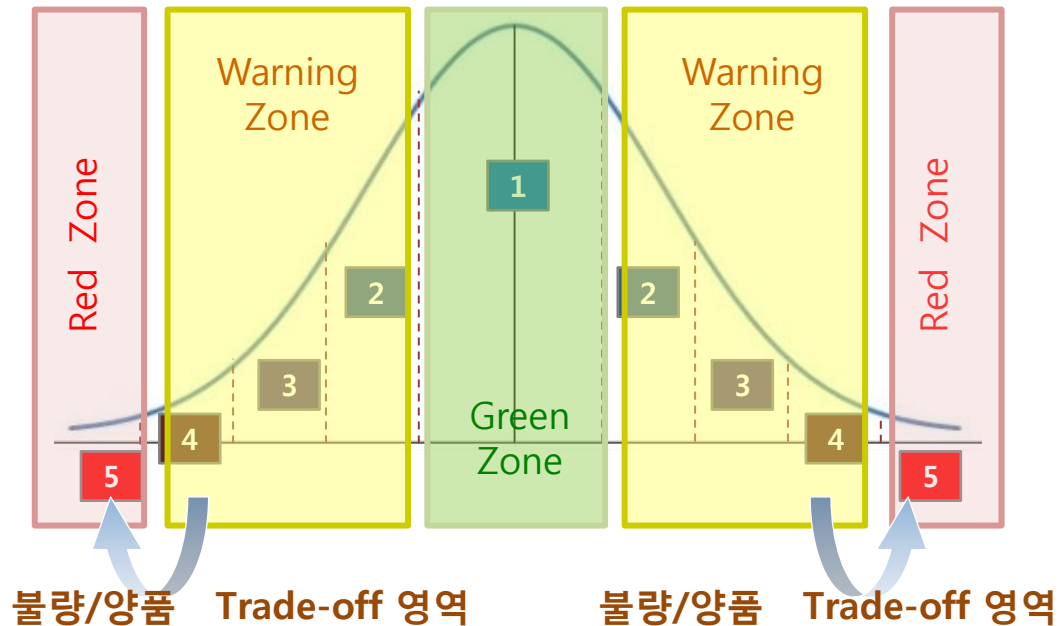 Red Zone
Warning
Zone
1
Warning
Zone
Red Zone
2
2
3
3
Green
Zone
4
4
5
5
불량/양품 Trade-off 영역
불량/양품 Trade-off 영역